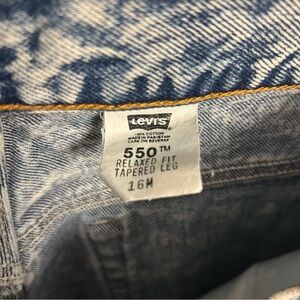 Levi's
100% COTTON
MADE IN PAKISTAN
CARE ON REVERSE
550™
RELAXED FIT
TAPERED LEG
16M